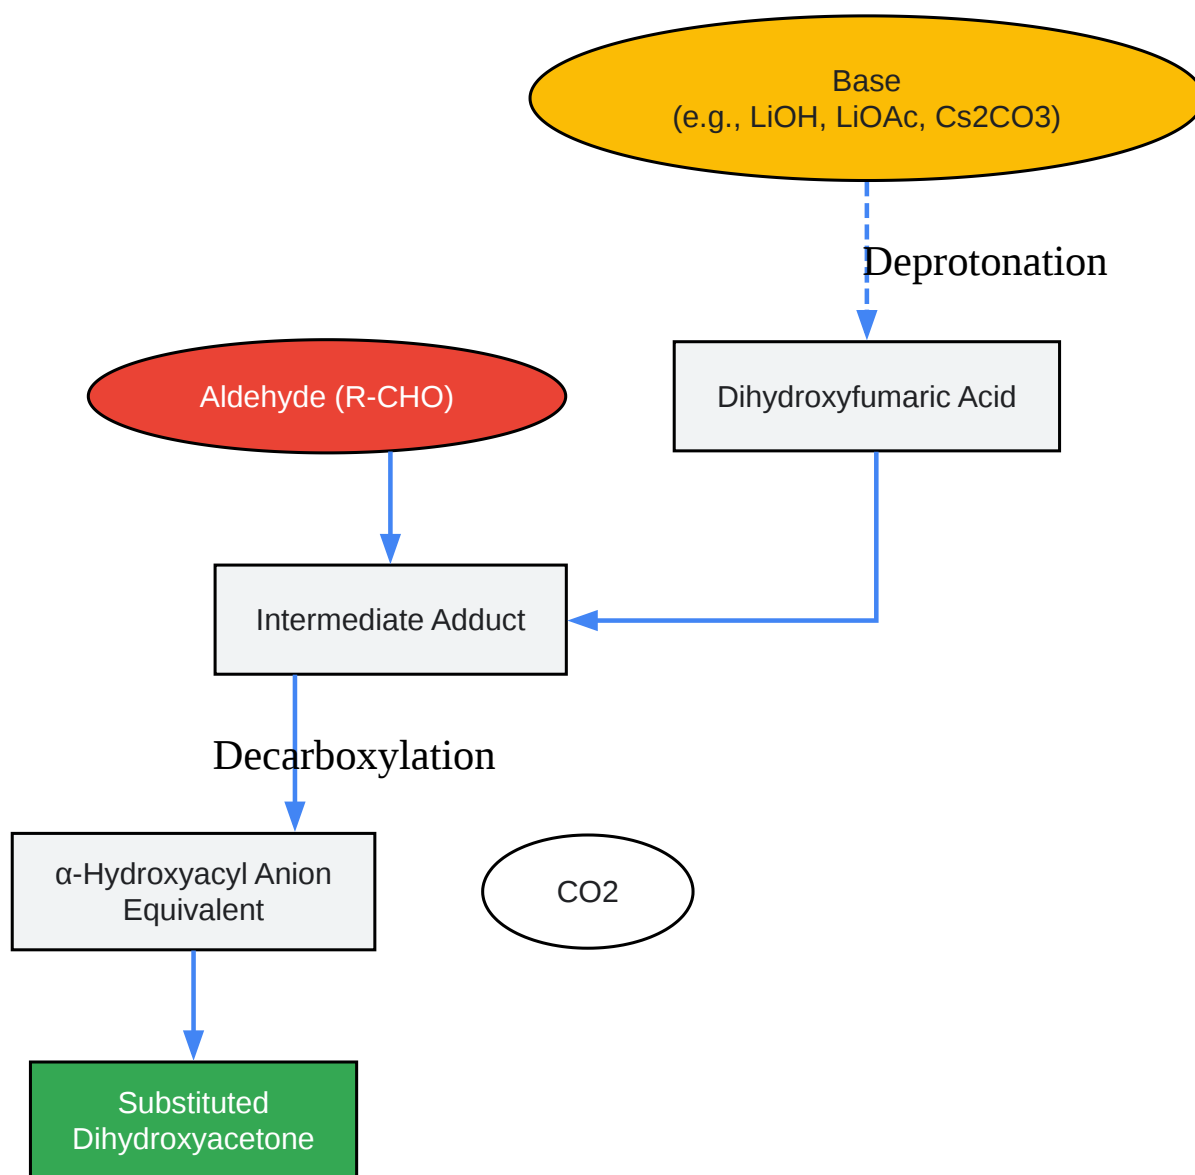 Base
(e.g., LiOH, LiOAc, Cs2CO3)
Deprotonation
Aldehyde (R-CHO)
Dihydroxyfumaric Acid
Intermediate Adduct
Decarboxylation
α-Hydroxyacyl Anion
Equivalent
CO2
Substituted
Dihydroxyacetone